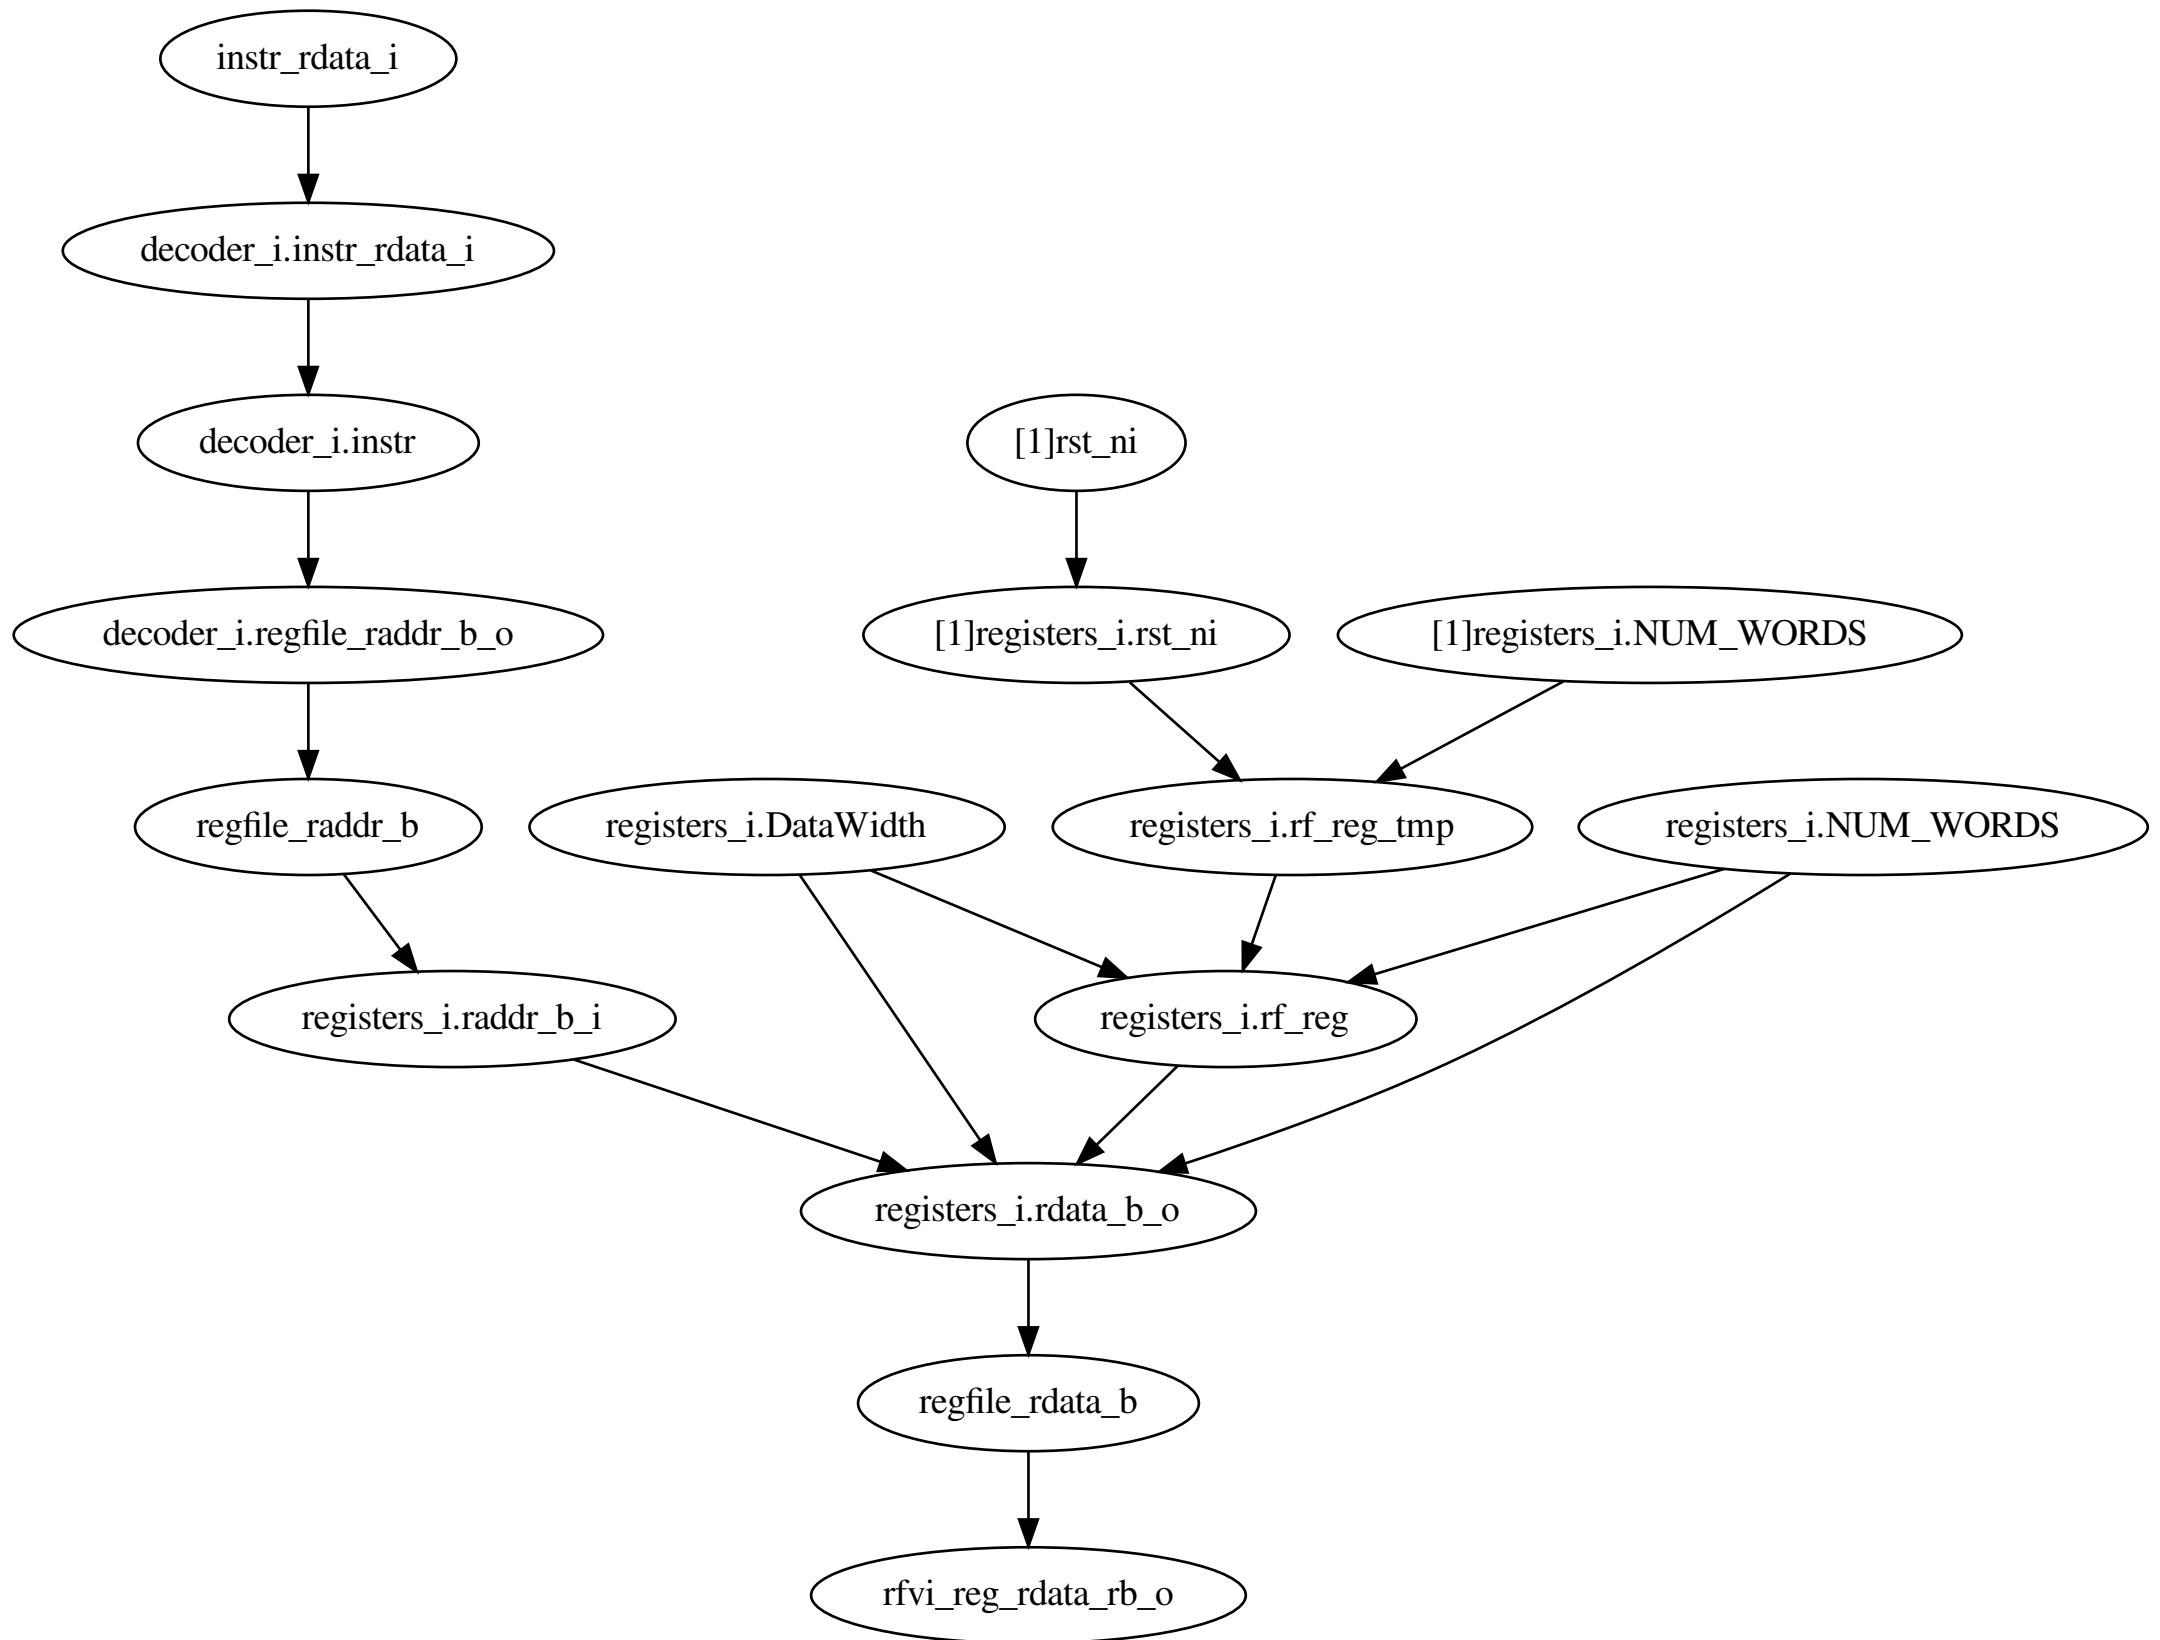 instr_rdata_i
decoder_i.instr_rdata_i
decoder_i.instr
[1]rst_ni
decoder_i.regfile_raddr_b_o
[1]registers_i.rst_ni
[1]registers_i.NUM_WORDS
regfile_raddr_b
registers_i.DataWidth
registers_i.rf_reg_tmp
registers_i.NUM_WORDS
registers_i.raddr_b_i
registers_i.rf_reg
registers_i.rdata_b_o
regfile_rdata_b
rfvi_reg_rdata_rb_o